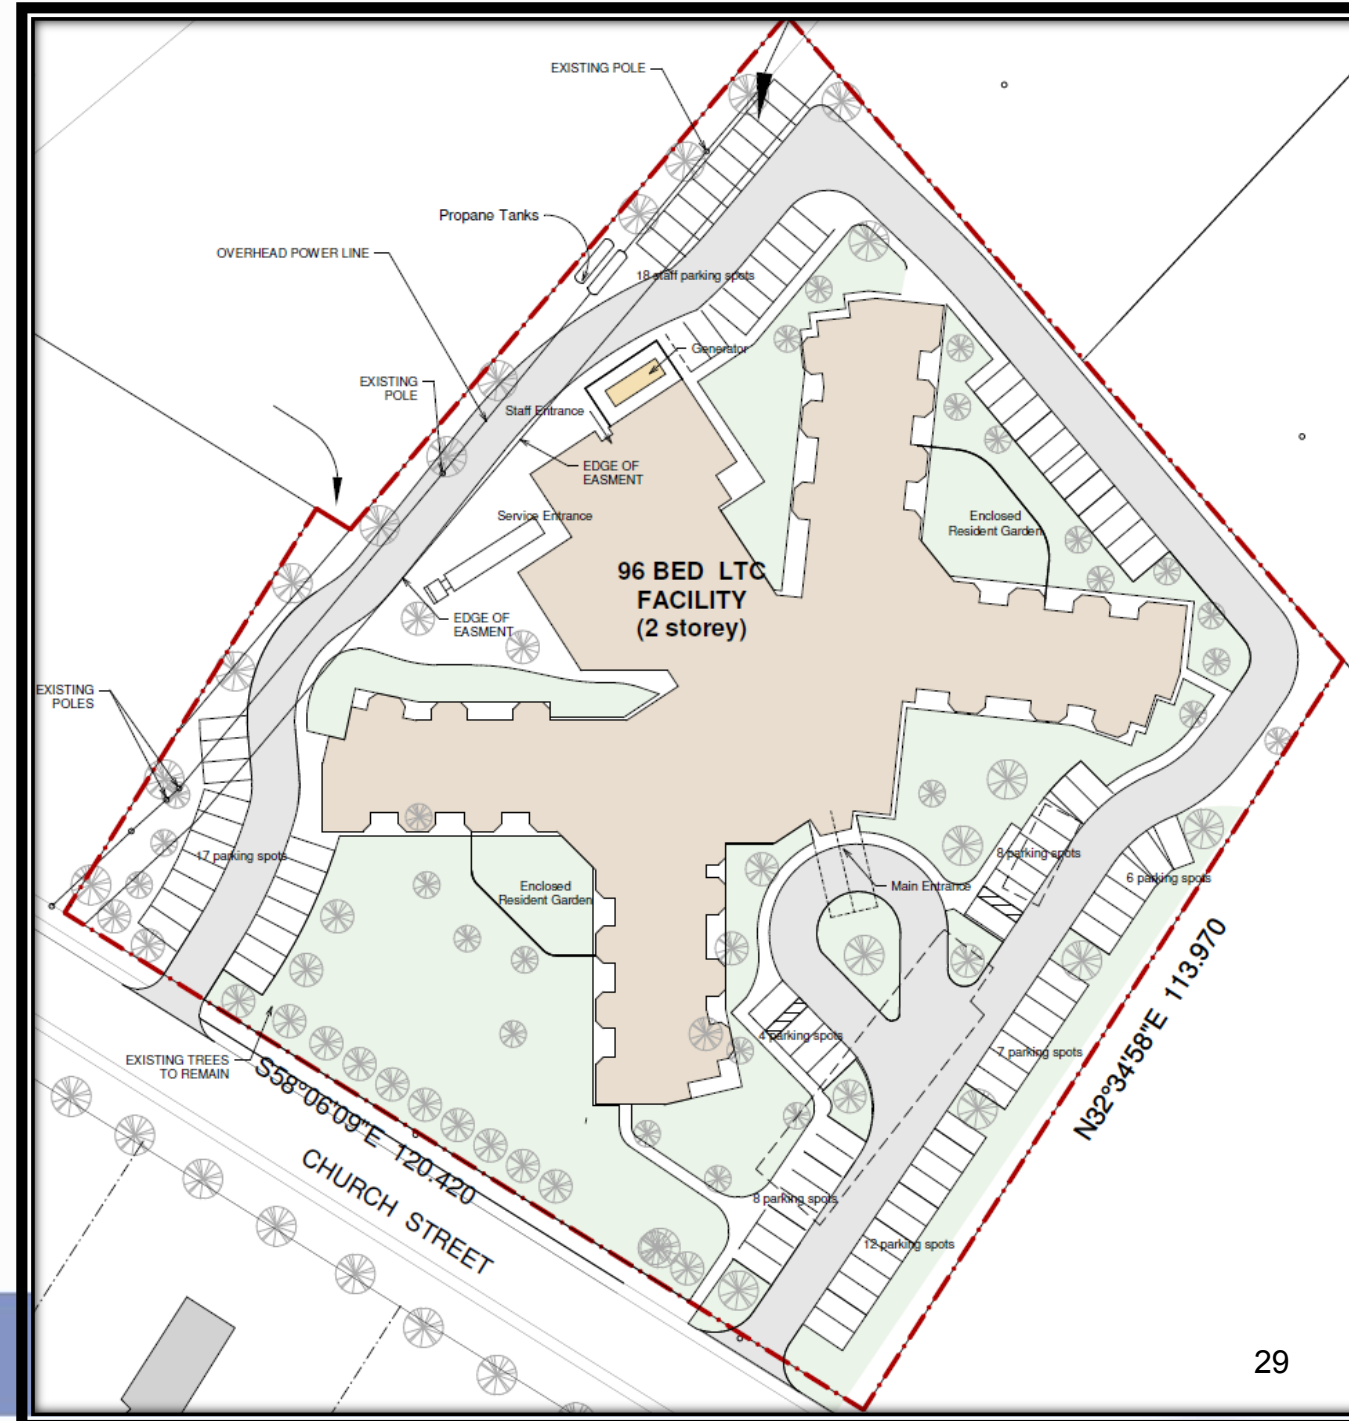 EXISTING POLE
Propane Tanks
OVERHEAD POWER LINE
18 staff parking spots
Generator
EXISTING
POLE
Staff Entrance
EDGE OF
EASMENT
Service Entrance
Enclosed
Resident Garden
96 BED LTC
FACILITY
(2 storey)
EDGE OF
EASMENT
EXISTING
POLES
17 parking spots
8 parking spots
6 parking spots
Main Entrance
Enclosed
Resident Garden
4 parking spots
7 parking spots
EXISTING TREES
TO REMAIN
N32°34'58"E 113.970
S58°06'09"E 120.420
CHURCH STREET
8 parking spots
12 parking spots
29